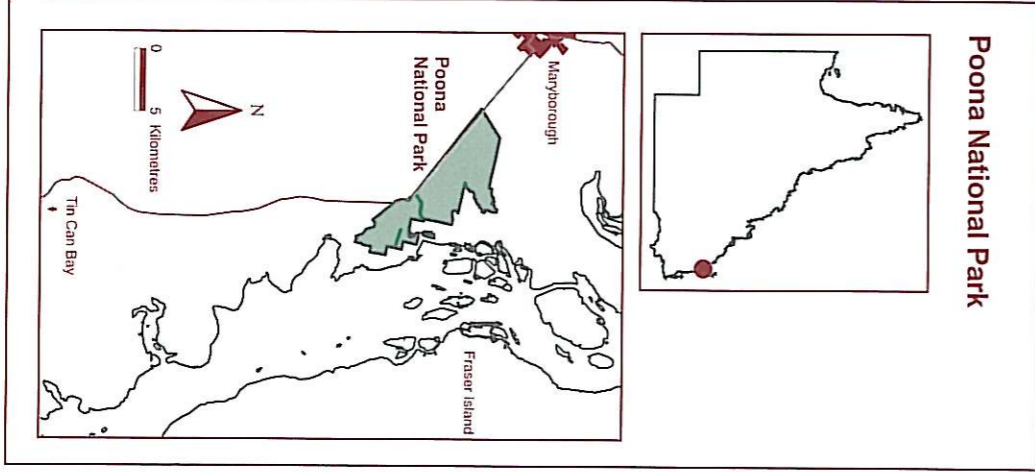 Poona National Park
Maryborough
Poona
National Park
Fraser Island
N
0
5 Kilometres
Tin Can Bay